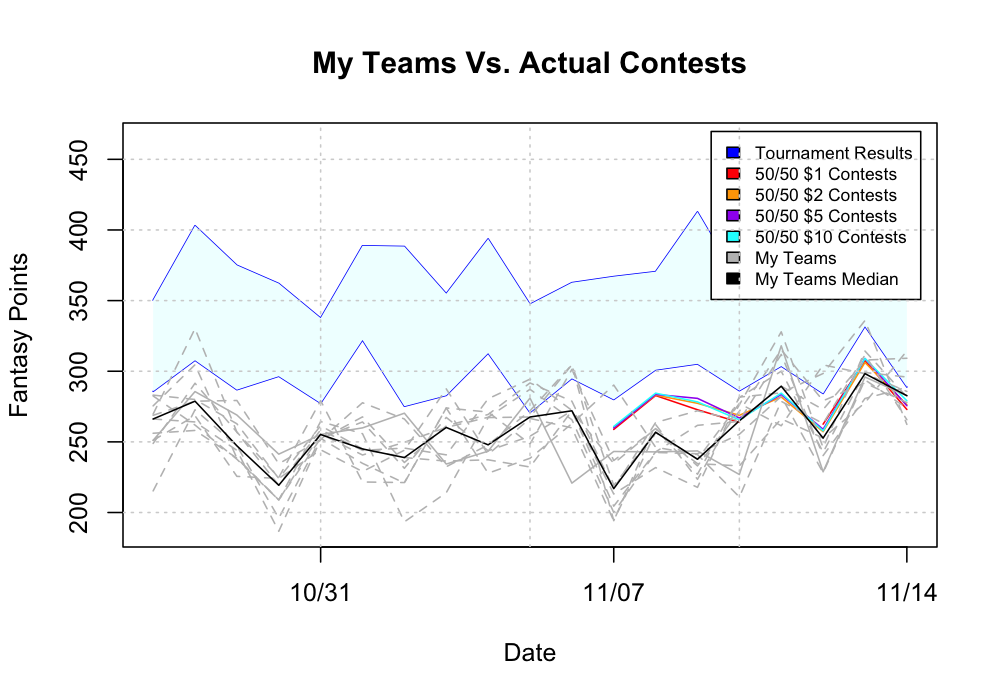 My Teams Vs. Actual Contests
Fantasy Points
450
400
350
300
250
200
Tournament Results
50/50 $1 Contests
50/50 $2 Contests
50/50 $5 Contests
50/50 $10 Contests
My Teams
My Teams Median
10/31
11/07
11/14
Date